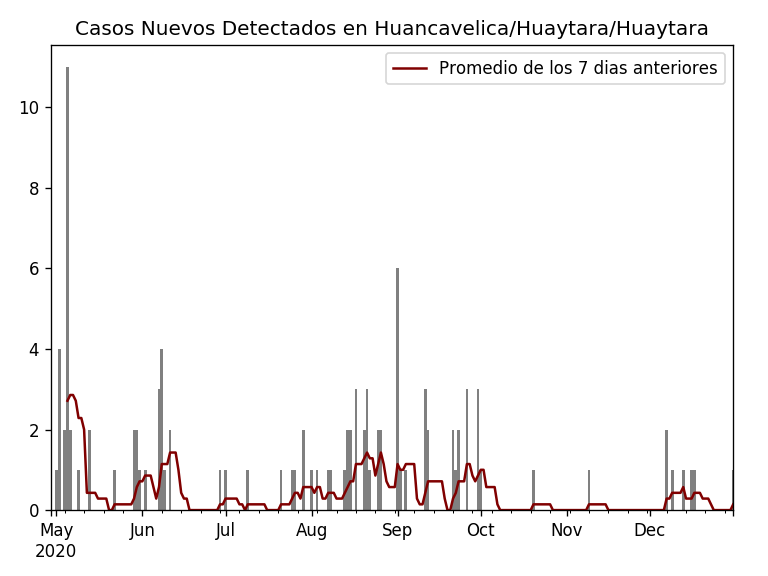 Casos Nuevos Detectados en Huancavelica/Huaytara/Huaytara
Promedio de los 7 dias anteriores
10
8
6
4
2
0
May Jun Jul Aug Sep Oct Nov Dec
2020